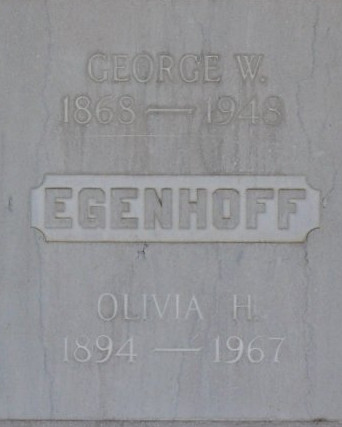 GEORGE W.
1868 — 1948
EGENHOFF
OLIVIA H.
1894 — 1967